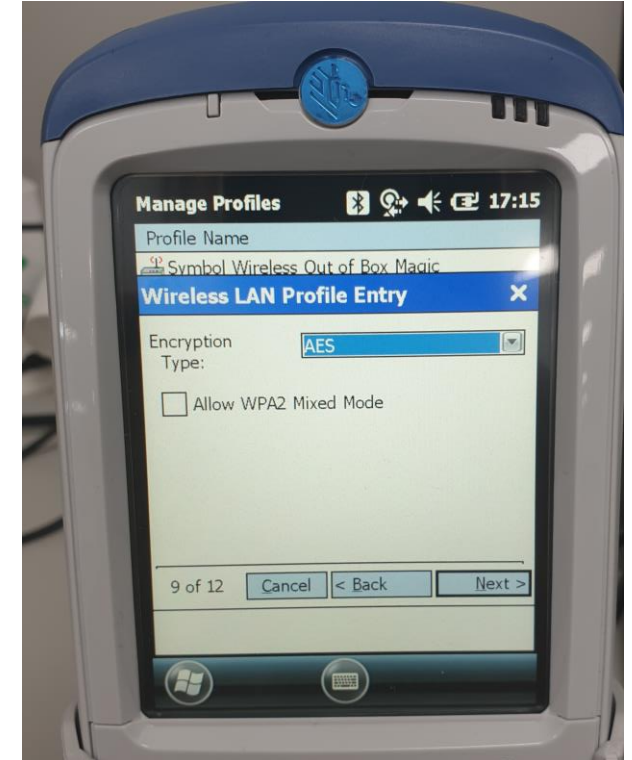 Manage Profiles 17:15
Profile Name
Symbol Wireless Out of Box Magic
Wireless LAN Profile Entry X
Encryption
Type:
AES
Allow WPA2 Mixed Mode
9 of 12 Cancel < Back Next >